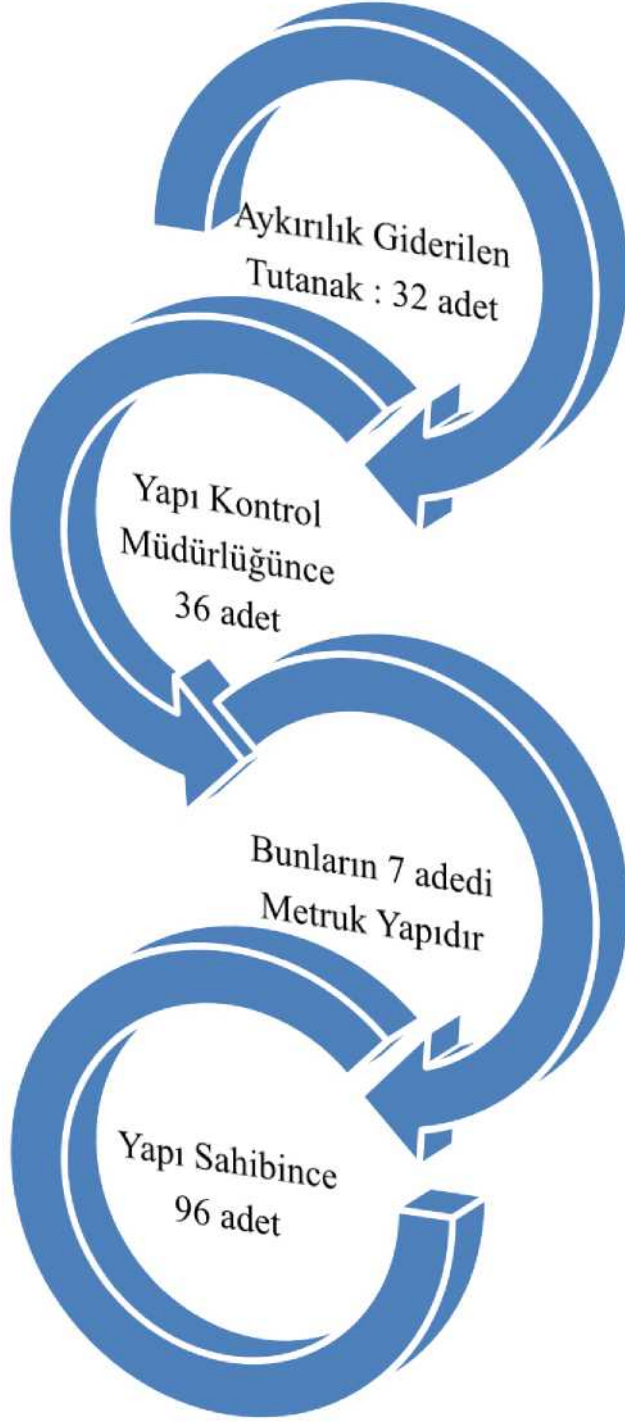 Aykırılık Giderilen
Tutanak : 32 adet
Yapı Kontrol
Müdürlüğünce
36 adet
Bunların 7 adedi
Metruk Yapıdır
Yapı Sahibince
96 adet